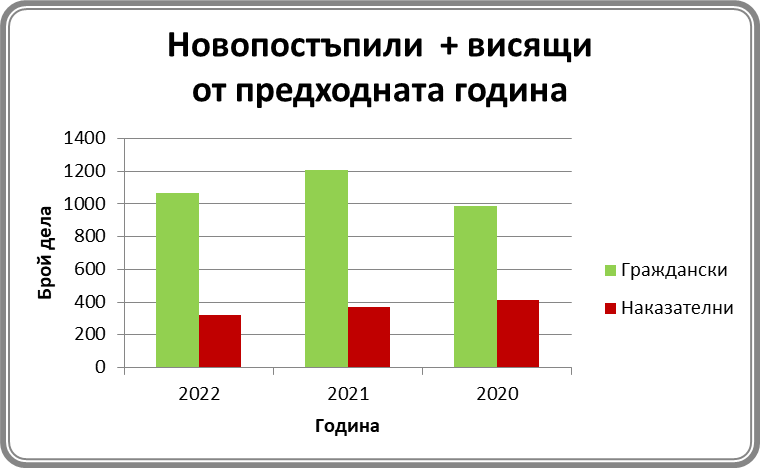 Новопостъпили + висящи
от предходната година
1400
1200
1000
800
600
400
200
0
Брой дела
2022
2021
2020
Година
Граждански
Наказателни